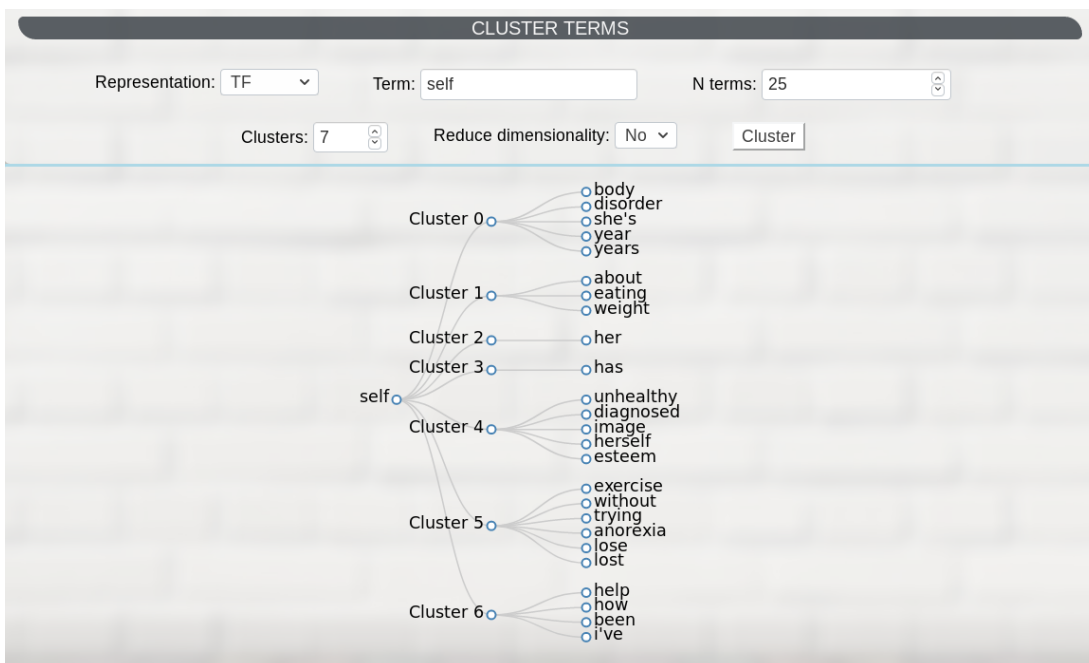 CLUSTER TERMS
Representation: TF Term: self N terms: 25
Clusters: 7 Reduce dimensionality: No Cluster
self
Cluster 0
body
disorder
she's
year
years
Cluster 1
about
eating
weight
Cluster 2
her
Cluster 3
has
Cluster 4
unhealthy
diagnosed
image
herself
esteem
Cluster 5
exercise
without
trying
anorexia
lose
lost
Cluster 6
help
how
been
i've